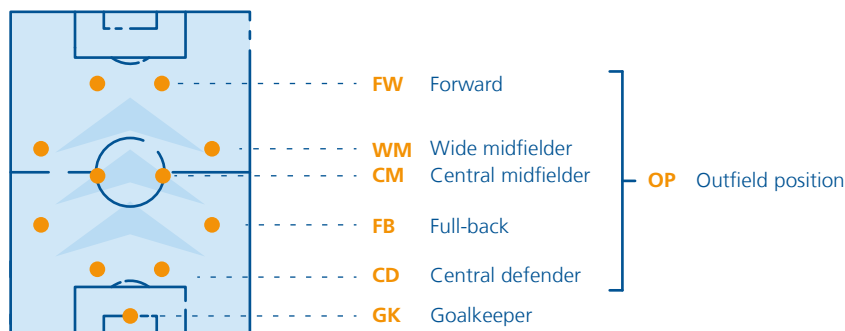 FW Forward
WM Wide midfielder
CM Central midfielder
OP Outfield position
FB Full-back
CD Central defender
GK Goalkeeper